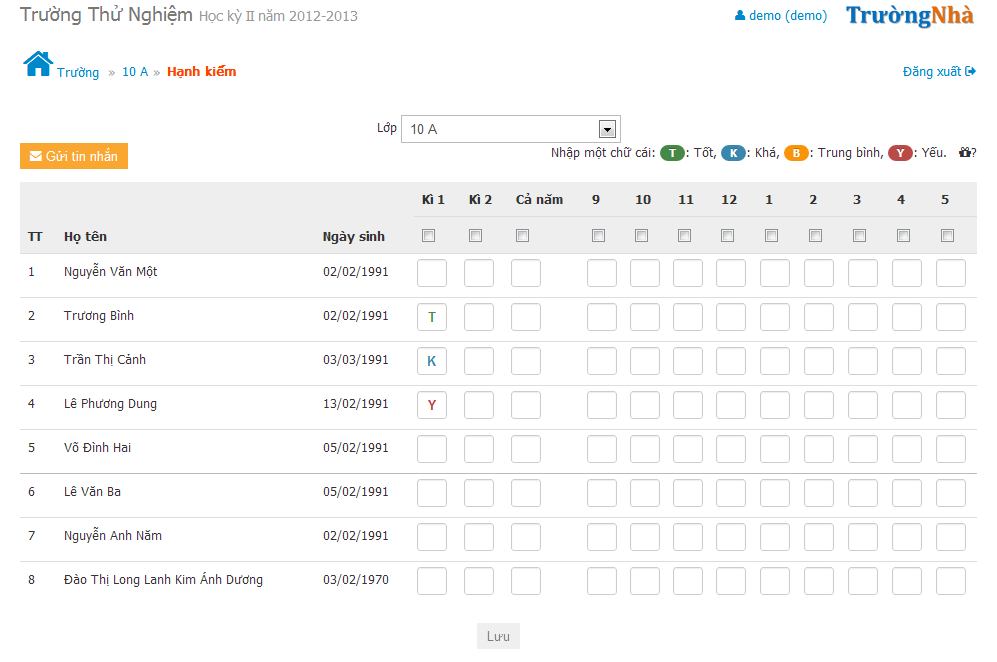 Trường Thử Nghiệm Học kỳ II năm 2012-2013 demo (demo) TrườngNhà
Trường » 10 A » Hạnh kiểm Đăng xuất
Lớp 10 A
Gửi tin nhắn Nhập một chữ cái: T: Tốt, K: Khá, B: Trung bình, Y: Yếu. ?
Kì 1 Kì 2 Cả năm 9 10 11 12 1 2 3 4 5
TT Họ tên Ngày sinh
1 Nguyễn Văn Một 02/02/1991
2 Trương Bình 02/02/1991 T
3 Trần Thị Cảnh 03/03/1991 K
4 Lê Phương Dung 13/02/1991 Y
5 Võ Đình Hai 05/02/1991
6 Lê Văn Ba 05/02/1991
7 Nguyễn Anh Năm 02/02/1991
8 Đào Thị Long Lanh Kim Ánh Dương 03/02/1970
Lưu